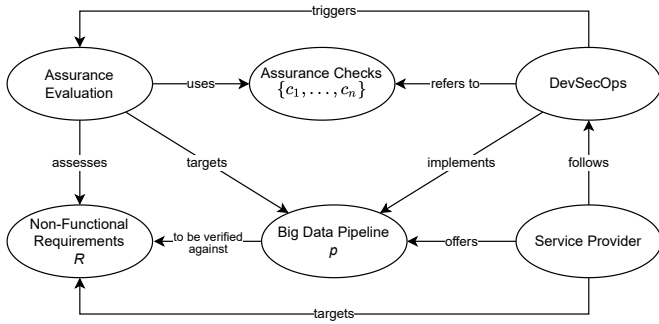 triggers
Assurance
Evaluation
uses
Assurance Checks
{c₁, . . . , cₙ}
refers to
DevSecOps
assesses
targets
implements
follows
Non-Functional
Requirements
R
to be verified
against
Big Data Pipeline
p
offers
Service Provider
targets